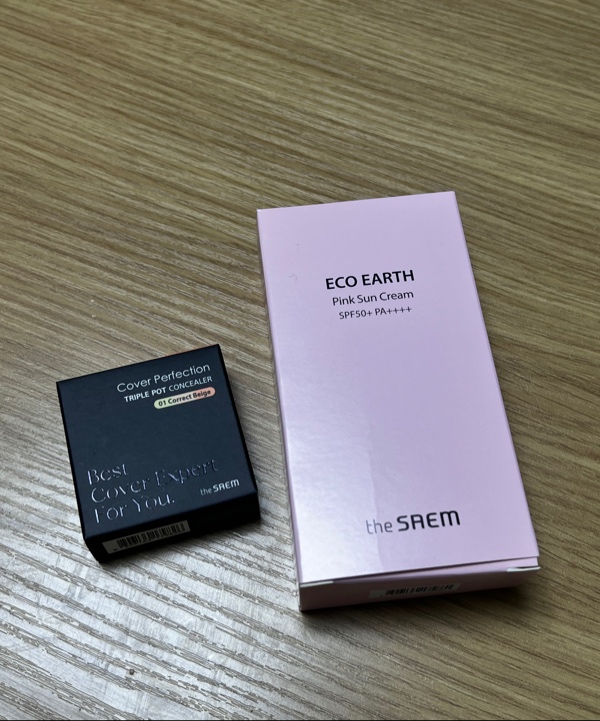 Cover Perfection
TRIPLE POT CONCEALER
01 Correct Beige
Best
Cover Expert
For You.
the SAEM
ECO EARTH
Pink Sun Cream
SPF50+ PA++++
the SAEM